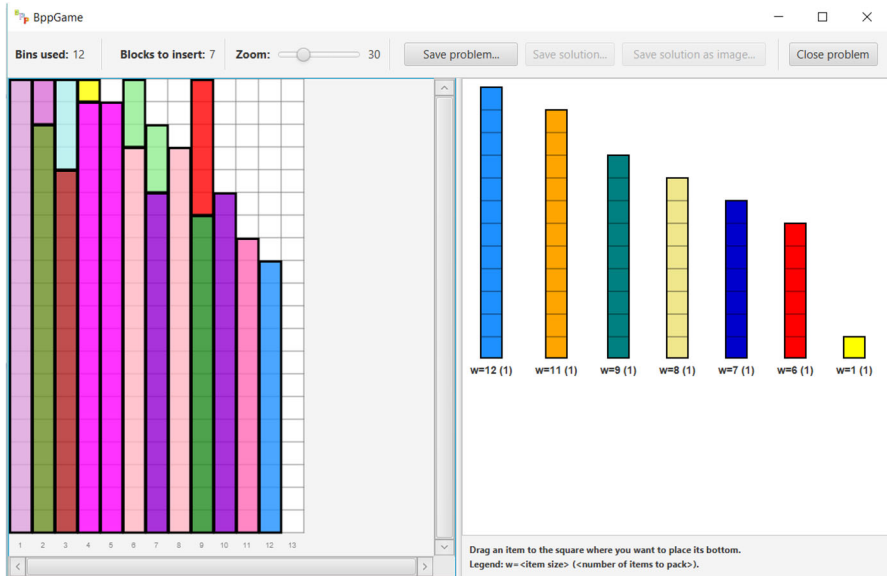 BppGame
Bins used: 12 Blocks to insert: 7 Zoom: 30 Save problem... Save solution... Save solution as image... Close problem
w=12 (1) w=11 (1) w=9 (1) w=8 (1) w=7 (1) w=6 (1) w=1 (1)
1 2 3 4 5 6 7 8 9 10 11 12 13
Drag an item to the square where you want to place its bottom.
Legend: w=<item size> (<number of items to pack>).